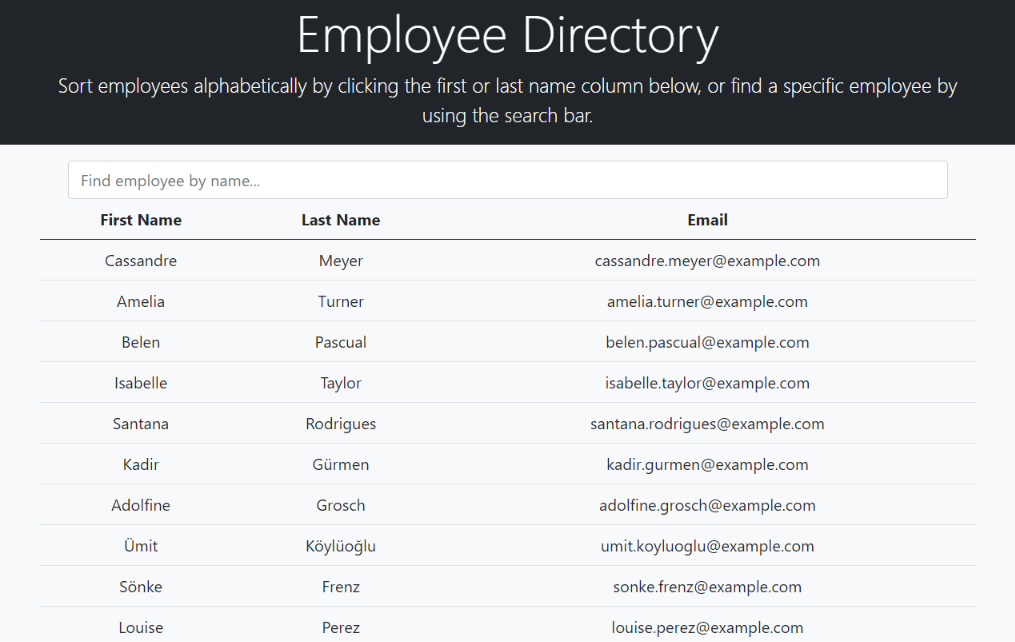 Employee Directory
Sort employees alphabetically by clicking the first or last name column below, or find a specific employee by
using the search bar.
Find employee by name...
First Name Last Name Email
Cassandre Meyer cassandre.meyer@example.com
Amelia Turner amelia.turner@example.com
Belen Pascual belen.pascual@example.com
Isabelle Taylor isabelle.taylor@example.com
Santana Rodrigues santana.rodrigues@example.com
Kadir Gürmen kadir.gurmen@example.com
Adolfine Grosch adolfine.grosch@example.com
Ümit Köylüoğlu umit.koyluoglu@example.com
Sönke Frenz sonke.frenz@example.com
Louise Perez louise.perez@example.com